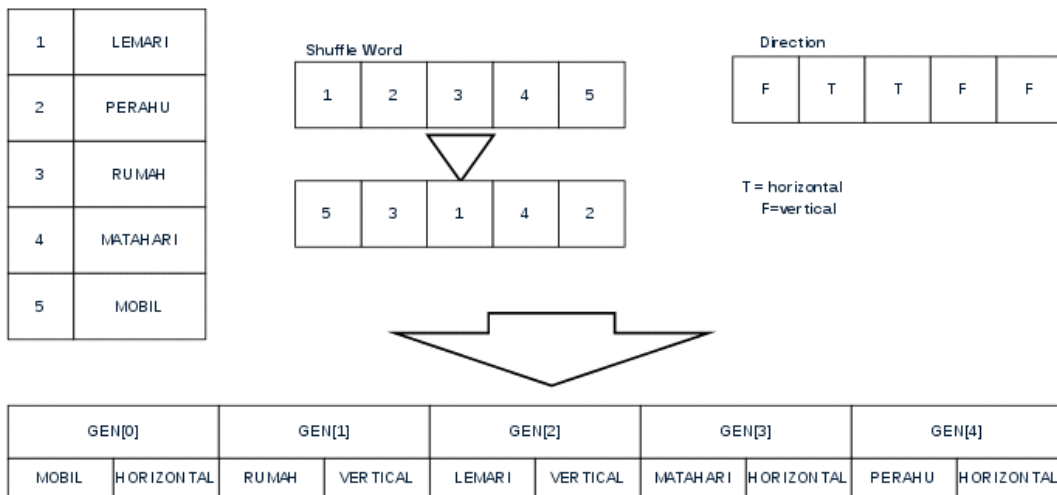 1 LEMARI
2 PERAHU
3 RUMAH
4 MATAHARI
5 MOBIL
Shuffle Word
1 2 3 4 5
5 3 1 4 2
Direction
F T T F F
T = horizontal
F=vertical
GEN[0] GEN[1] GEN[2] GEN[3] GEN[4]
MOBIL HORIZONTAL RUMAH VERTICAL LEMARI VERTICAL MATAHARI HORIZONTAL PERAHU HORIZONTAL